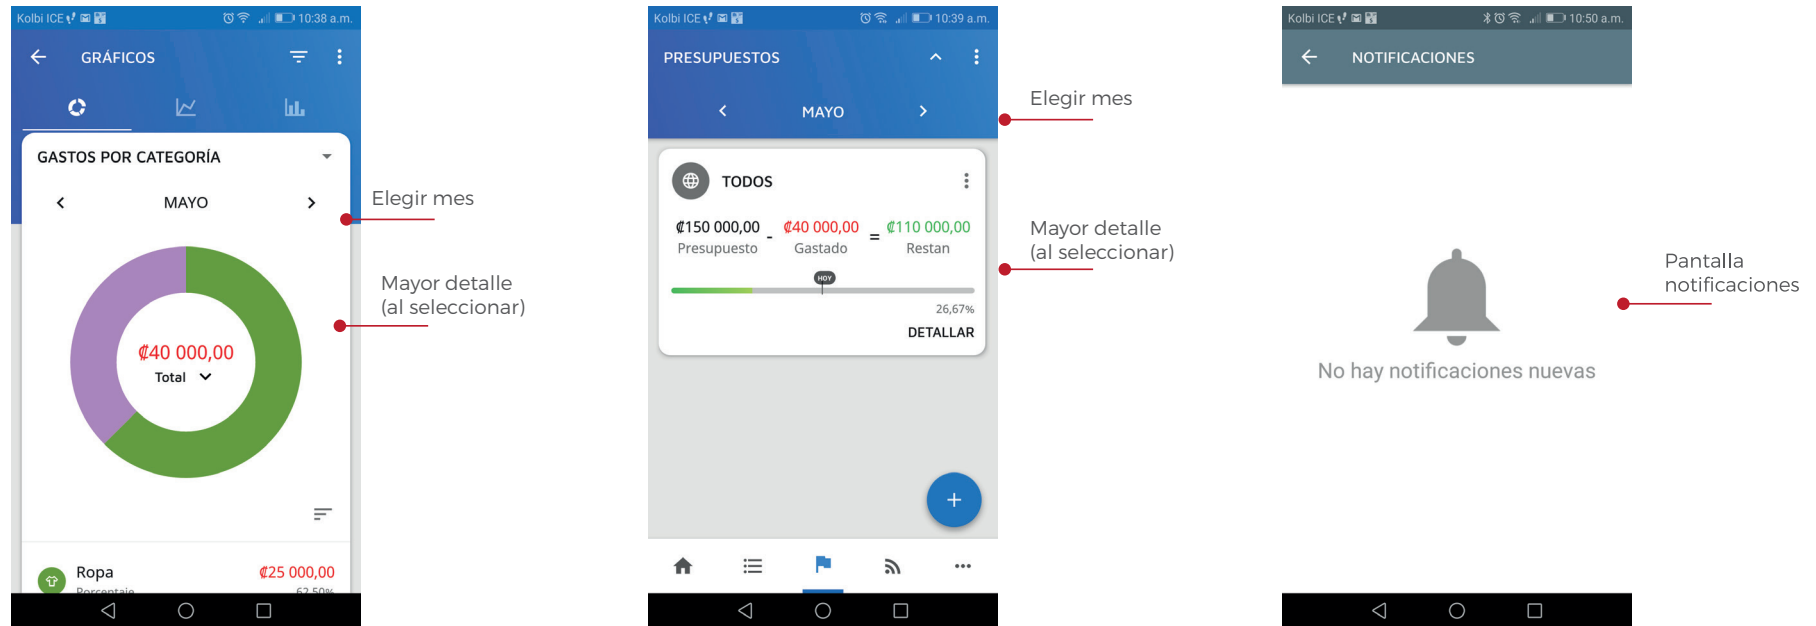 Kolbi ICE
10:38 a.m.
GRÁFICOS
GASTOS POR CATEGORÍA
MAYO
₡40 000,00
Total
Ropa
₡25 000,00
Porcentaje
62,50%
Elegir mes
Mayor detalle
(al seleccionar)
Kolbi ICE
10:39 a.m.
PRESUPUESTOS
MAYO
TODOS
₡150 000,00 - ₡40 000,00 = ₡110 000,00
Presupuesto Gastado Restan
HOY
26,67%
DETALLAR
Elegir mes
Mayor detalle
(al seleccionar)
Kolbi ICE
10:50 a.m.
NOTIFICACIONES
No hay notificaciones nuevas
Pantalla
notificaciones